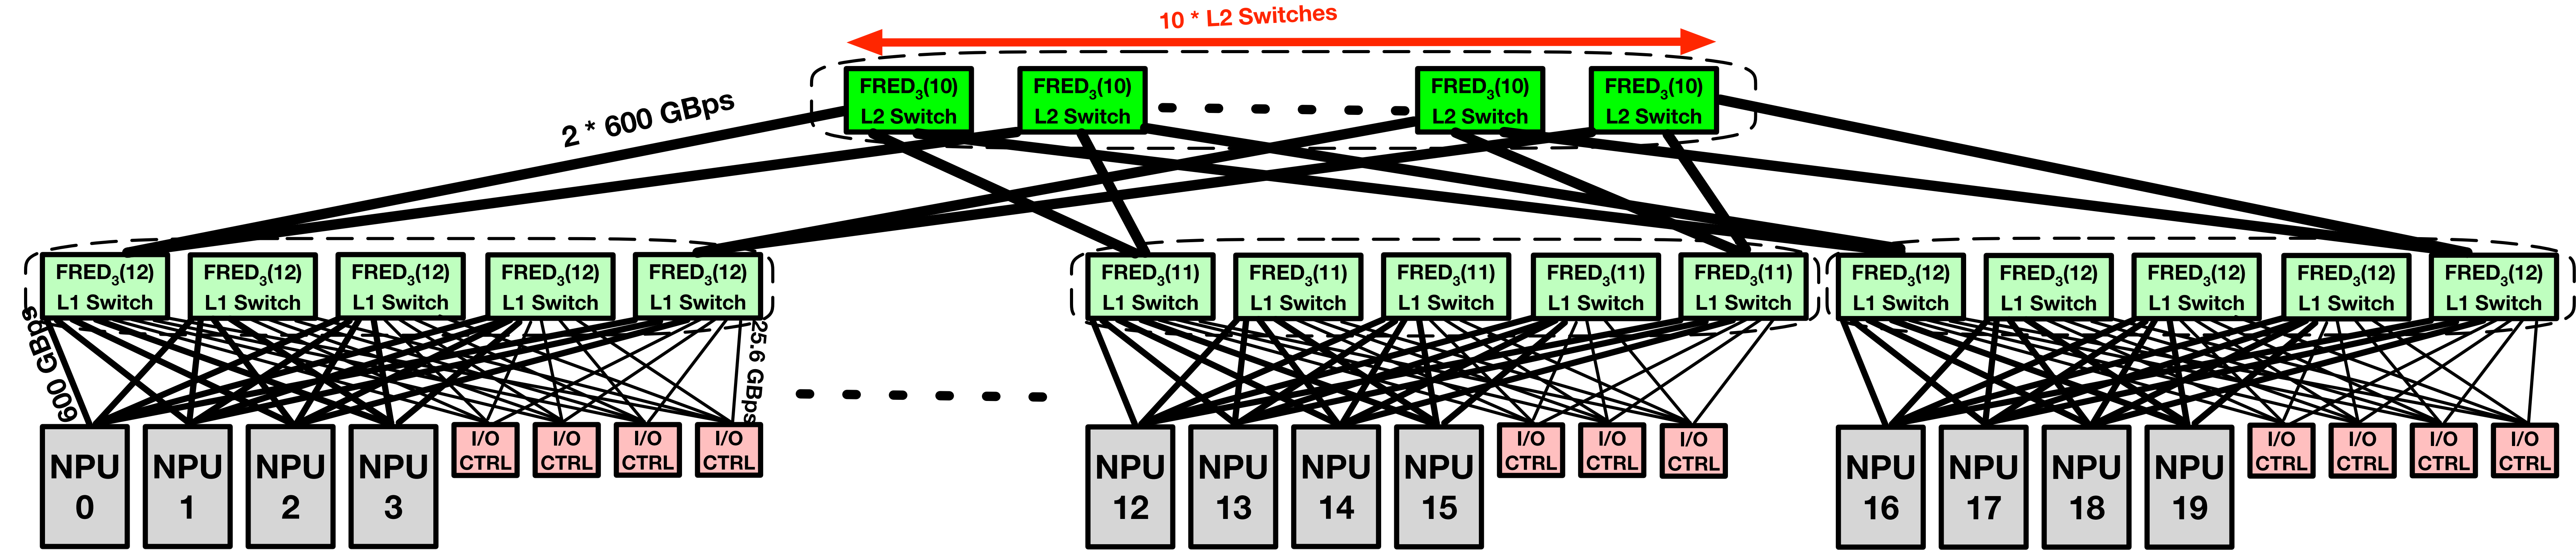 10 * L2 Switches
FRED3(10)
L2 Switch
FRED3(10)
L2 Switch
FRED3(10)
L2 Switch
FRED3(10)
L2 Switch
2 * 600 GBps
FRED3(12)
L1 Switch
FRED3(12)
L1 Switch
FRED3(12)
L1 Switch
FRED3(12)
L1 Switch
FRED3(12)
L1 Switch
FRED3(11)
L1 Switch
FRED3(11)
L1 Switch
FRED3(11)
L1 Switch
FRED3(11)
L1 Switch
FRED3(11)
L1 Switch
FRED3(12)
L1 Switch
FRED3(12)
L1 Switch
FRED3(12)
L1 Switch
FRED3(12)
L1 Switch
FRED3(12)
L1 Switch
600 GBps
25.6 GBps
NPU
0
NPU
1
NPU
2
NPU
3
I/O
CTRL
I/O
CTRL
I/O
CTRL
I/O
CTRL
NPU
12
NPU
13
NPU
14
NPU
15
I/O
CTRL
I/O
CTRL
I/O
CTRL
NPU
16
NPU
17
NPU
18
NPU
19
I/O
CTRL
I/O
CTRL
I/O
CTRL
I/O
CTRL